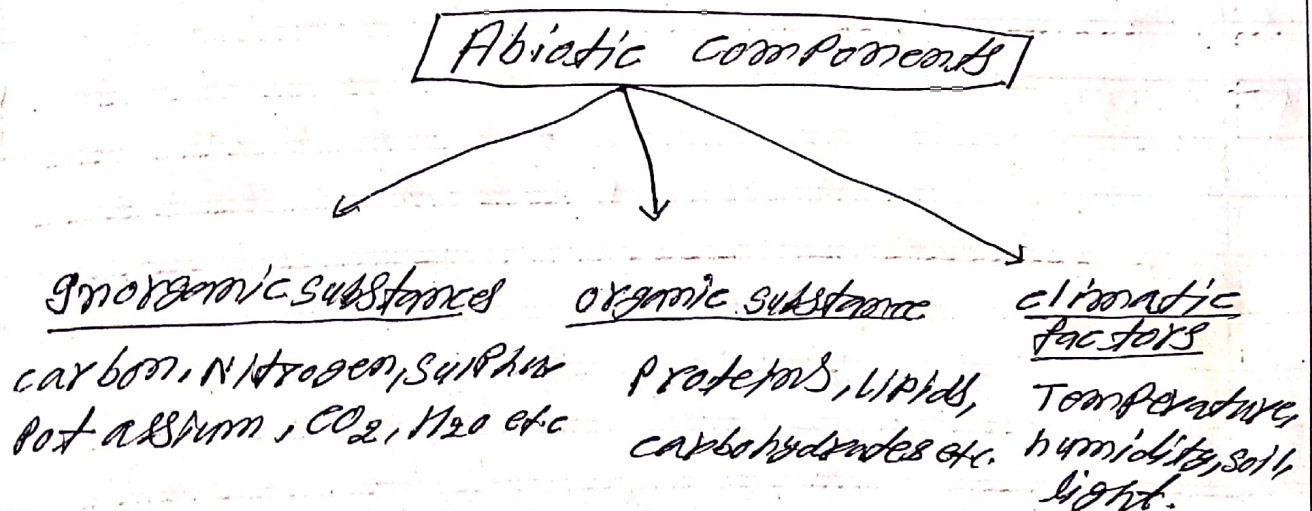 Abiotic components
Inorganic substances
carbon, Nitrogen, Sulphur
Potassium, CO2, H2O etc
organic substance
Proteins, Lipids,
carbohydrates etc.
climatic
factors
Temperature,
humidity, soil,
light.